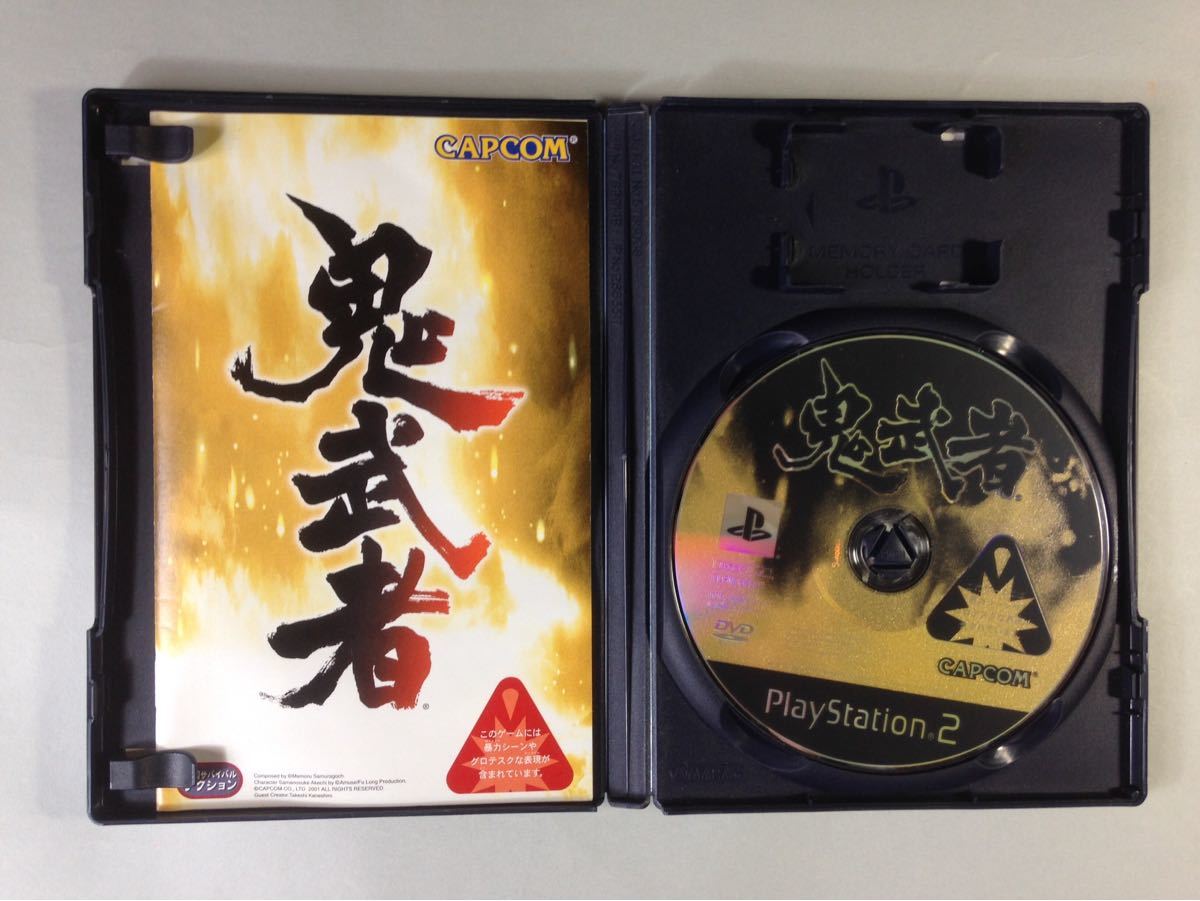 CAPCOM
鬼武者
このゲームには
暴力シーンや
グロテスクな表現が
含まれています。
サバイバル
アクション
Composed by ©Mamoru Samuragoch.
Character Samanosuke Akechi by ©Amuse/Fu Long Production.
©CAPCOM CO., LTD. 2001 ALL RIGHTS RESERVED.
Guest Creator, Takeshi Kaneshiro
MEMORY CARD
HOLDER
鬼武者
DVD
CAPCOM
PlayStation 2